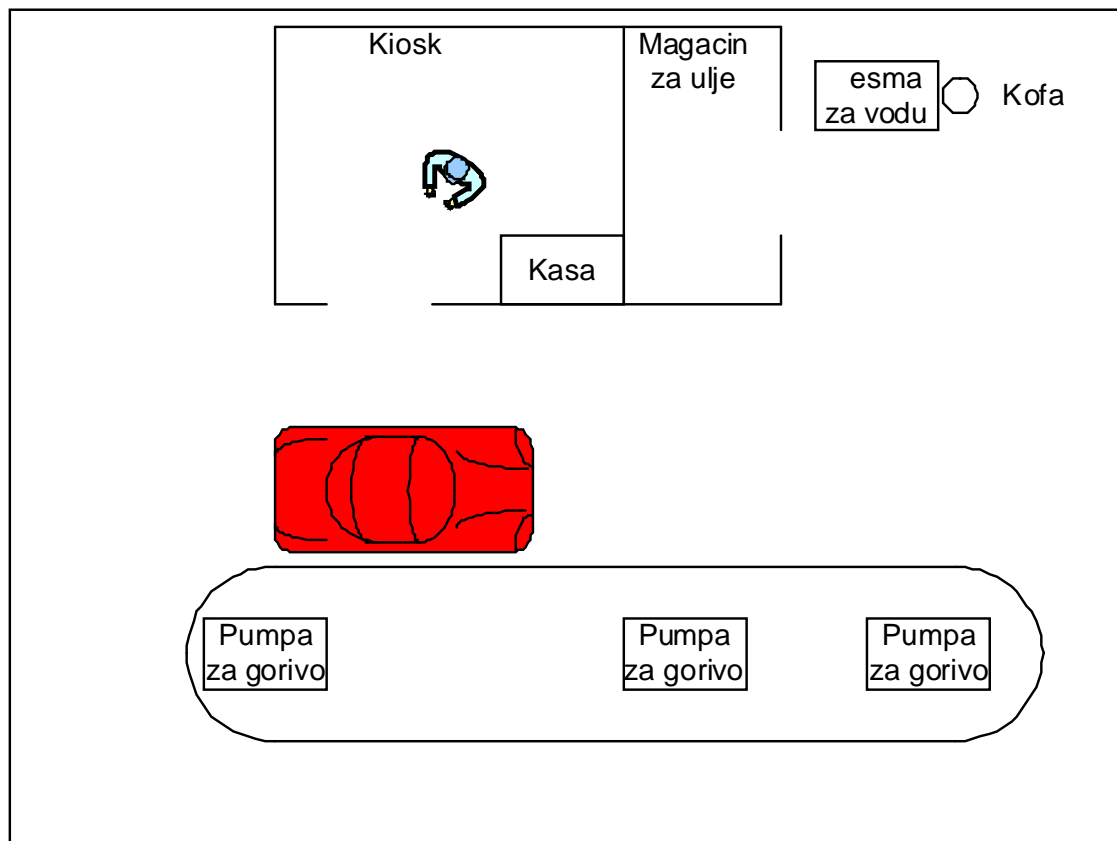 Kiosk
Magacin
za ulje
esma
za vodu
Kofa
Kasa
Pumpa
za gorivo
Pumpa
za gorivo
Pumpa
za gorivo